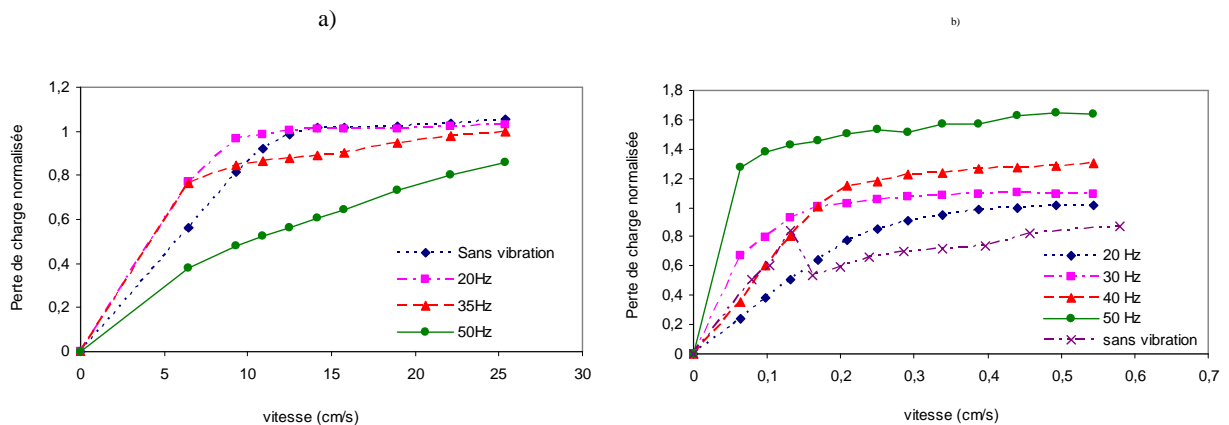 a)
b)
1,2
1
0,8
0,6
0,4
0,2
0
0
5
10
15
20
25
30
Perte de charge normalisée
vitesse (cm/s)
Sans vibration
20Hz
35Hz
50Hz
1,8
1,6
1,4
1,2
1
0,8
0,6
0,4
0,2
0
0
0,1
0,2
0,3
0,4
0,5
0,6
0,7
Perte de charge normalisée
vitesse (cm/s)
20 Hz
30 Hz
40 Hz
50 Hz
sans vibration